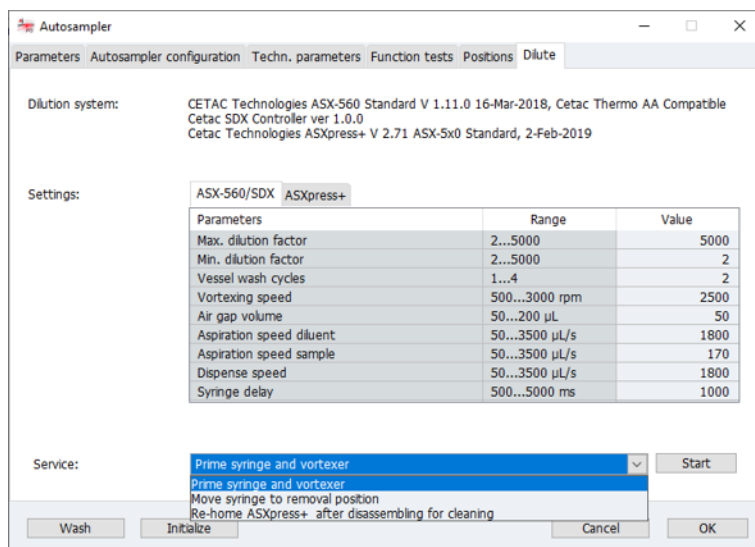 Autosampler
Parameters Autosampler configuration Techn. parameters Function tests Positions Dilute
Dilution system: CETAC Technologies ASX-560 Standard V 1.11.0 16-Mar-2018, Cetac Thermo AA Compatible
Cetac SDX Controller ver 1.0.0
Cetac Technologies ASXpress+ V 2.71 ASX-5x0 Standard, 2-Feb-2019
Settings: ASX-560/SDX ASXpress+
Parameters Range Value
Max. dilution factor 2...5000 5000
Min. dilution factor 2...5000 2
Vessel wash cycles 1...4 2
Vortexing speed 500...3000 rpm 2500
Air gap volume 50...200 µL 50
Aspiration speed diluent 50...3500 µL/s 1800
Aspiration speed sample 50...3500 µL/s 170
Dispense speed 50...3500 µL/s 1800
Syringe delay 500...5000 ms 1000
Service: Prime syringe and vortexer Start
Prime syringe and vortexer
Move syringe to removal position
Re-home ASXpress+ after disassembling for cleaning
Wash Initialize Cancel OK